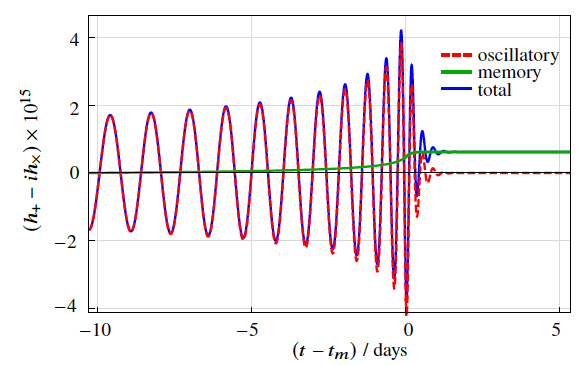 4
2
0
−2
−4
(h₊ − ih×) × 10¹⁵
oscillatory
memory
total
−10
−5
0
5
(t − tₘ) / days